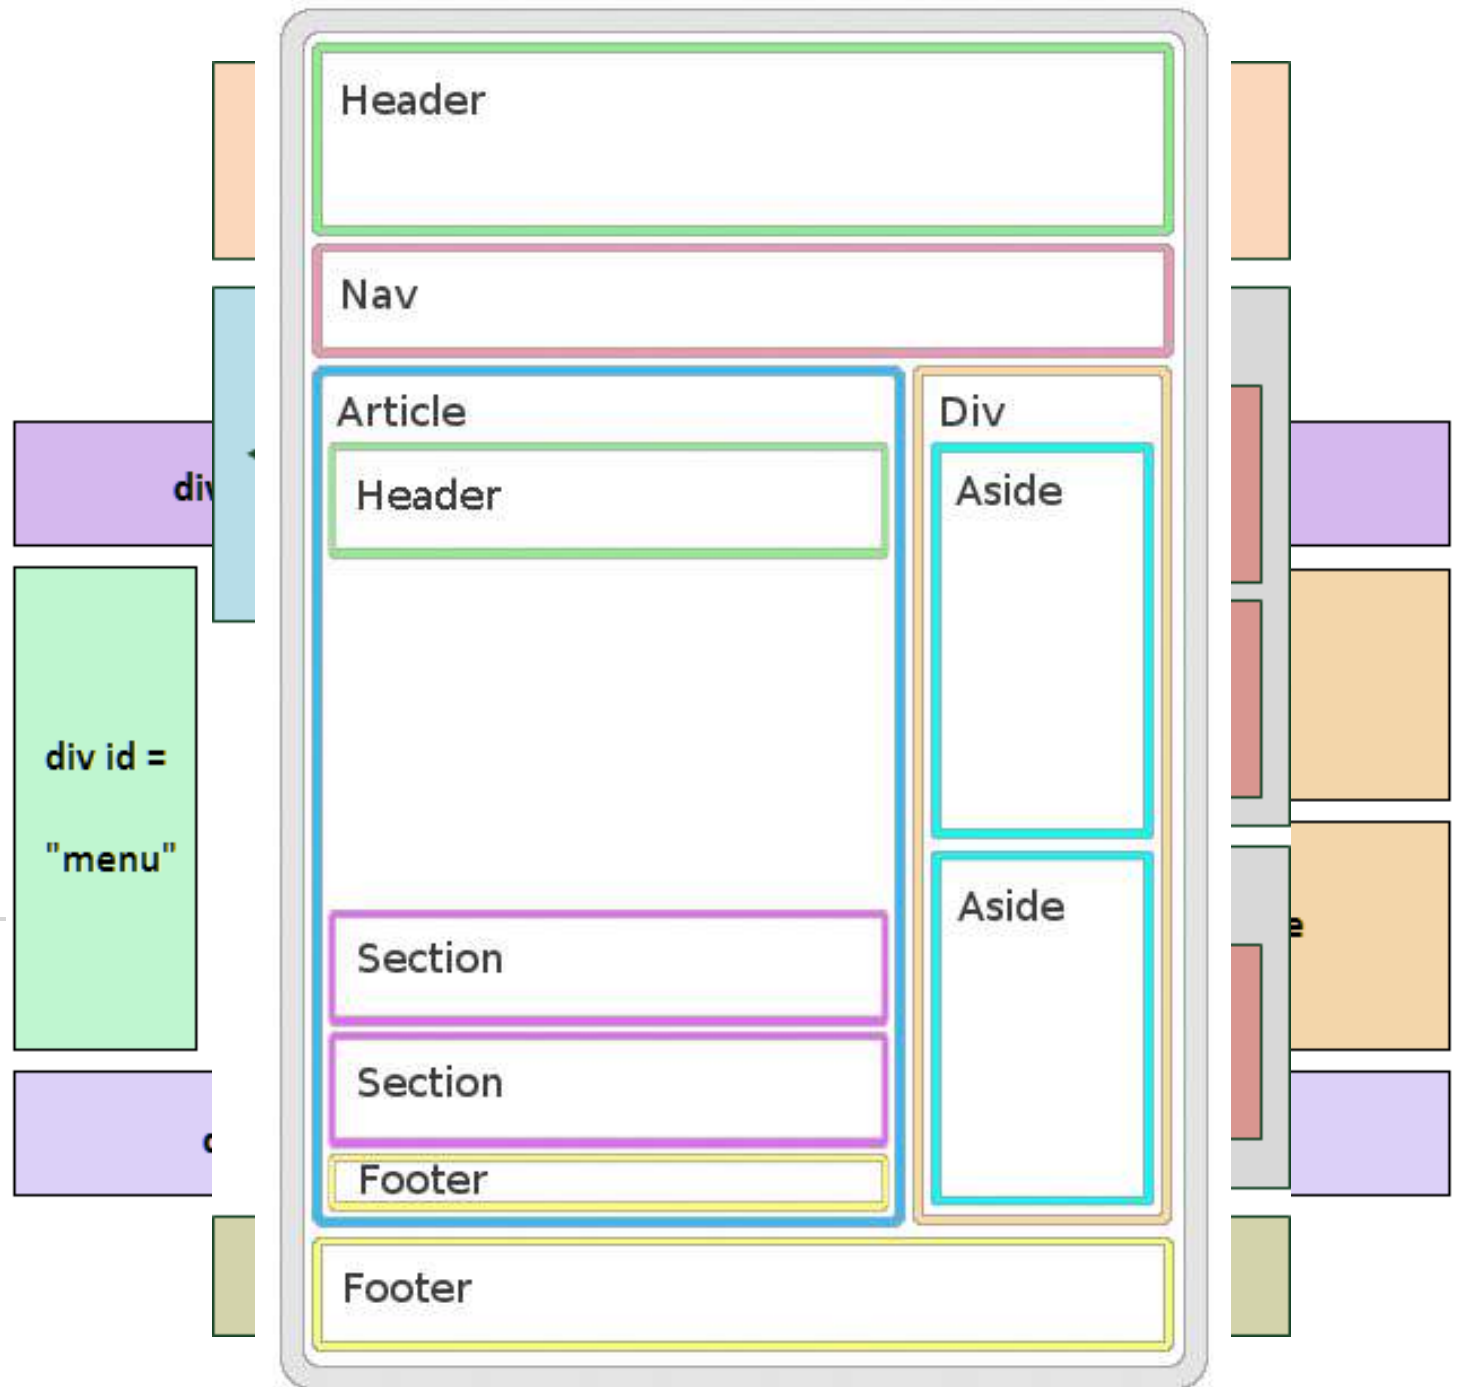 Header
Nav
Article
Header
Section
Section
Footer
Div
Aside
Aside
Footer
div id =
"menu"